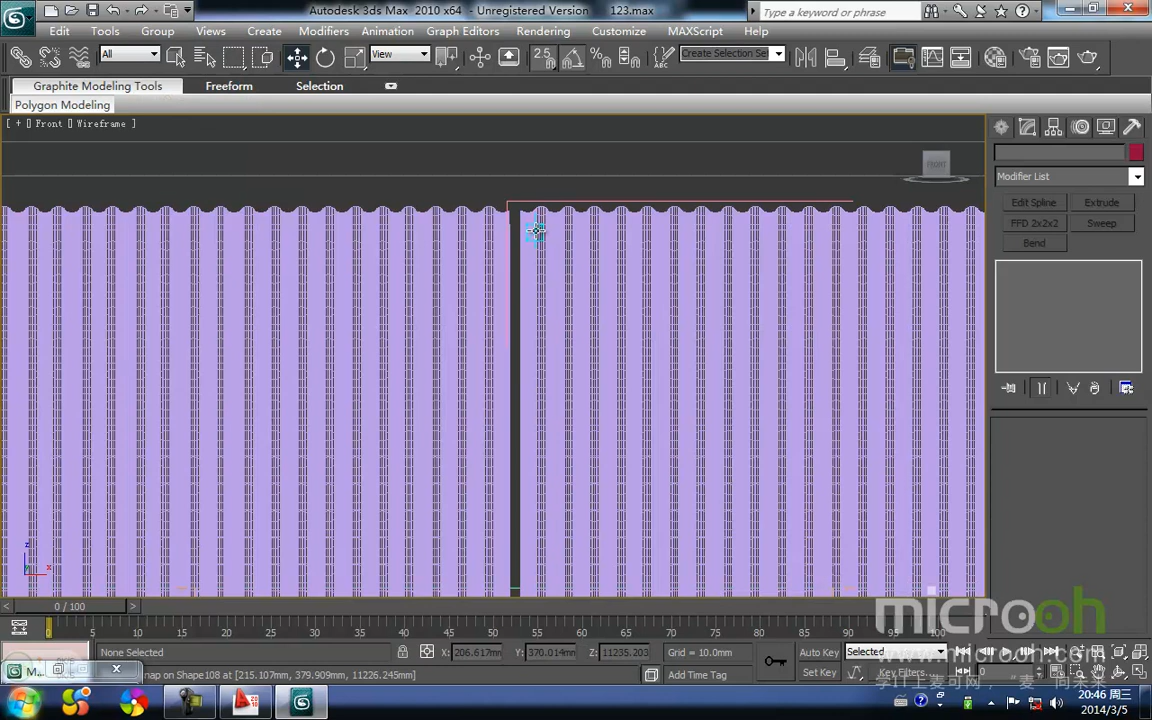 Autodesk 3ds Max 2010 x64 - Unregistered Version 123.max
Type a keyword or phrase
Edit Tools Group Views Create Modifiers Animation Graph Editors Rendering Customize MAXScript Help
All View 2.5 Create Selection Se
Graphite Modeling Tools Freeform Selection
Polygon Modeling
[ + [] Front [] Wireframe ]
FRONT
Modifier List
Edit Spline Extrude
FFD 2x2x2 Sweep
Bend
z
x
0 / 100
0 5 10 15 20 25 30 35 40 45 50 55 60 65 70 75 80 85 90 95 100
microoh
None Selected X: 206.617mm Y: 370.014mm Z: 11235.203 Grid = 10.0mm Auto Key Selected
www.microoh.com
M... nap on Shape108 at [215.107mm, 379.909mm, 11226.245mm] Add Time Tag Set Key Key Filters... 0
20:46 周三
2014/3/5